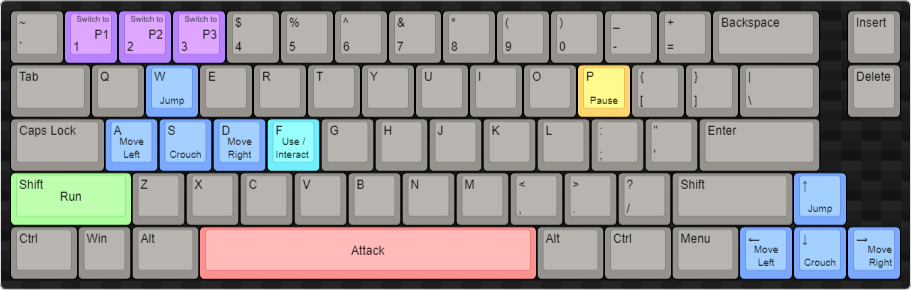 ~ Switch to Switch to Switch to $ % ^ & * ( ) _ + Backspace Insert
P1 P2 P3
` 1 2 3 4 5 6 7 8 9 0 - =
Tab Q W E R T Y U I O P { } | Delete
Jump Pause [ ] \
Caps Lock A S D F G H J K L : " Enter
Move Move Use /
Left Crouch Right Interact ; '
Shift Z X C V B N M < > ? Shift ↑
Run
, . / Jump
Ctrl Win Alt Attack Alt Ctrl Menu ← ↓ →
Move Move
Left Crouch Right